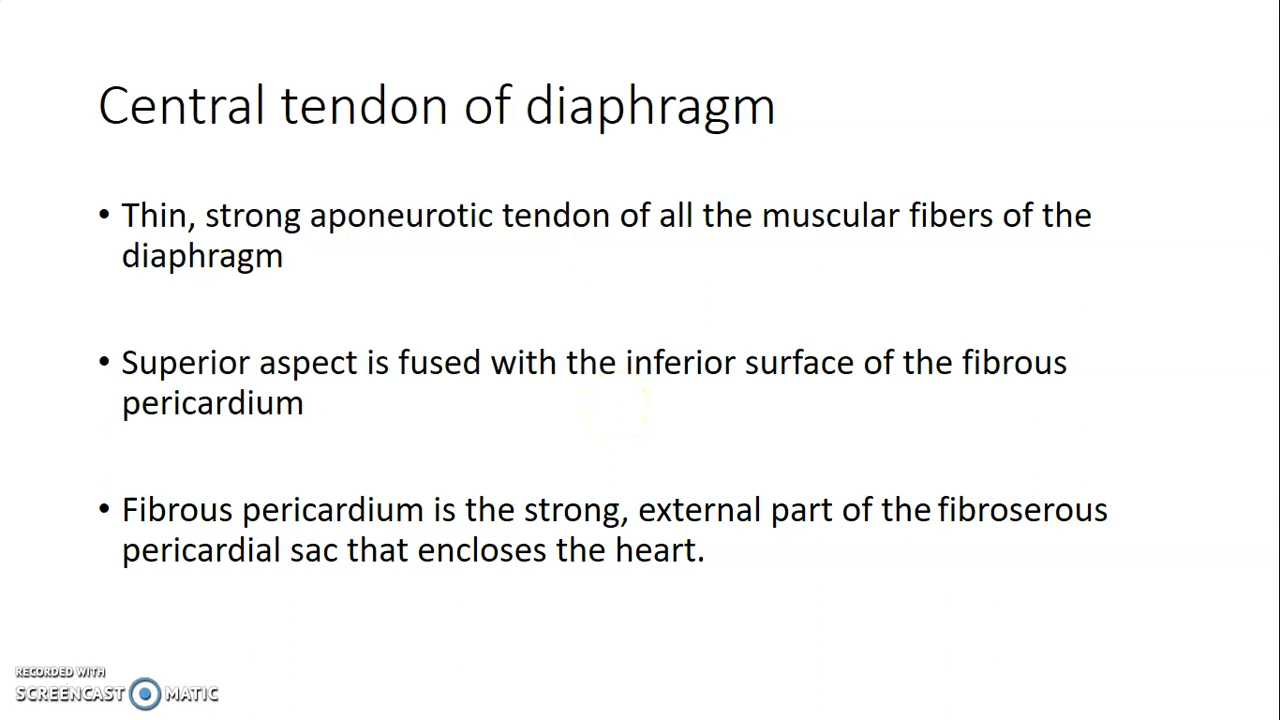 Central tendon of diaphragm
• Thin, strong aponeurotic tendon of all the muscular fibers of the
diaphragm
• Superior aspect is fused with the inferior surface of the fibrous
pericardium
• Fibrous pericardium is the strong, external part of the fibroserous
pericardial sac that encloses the heart.
RECORDED WITH
SCREENCAST MATIC